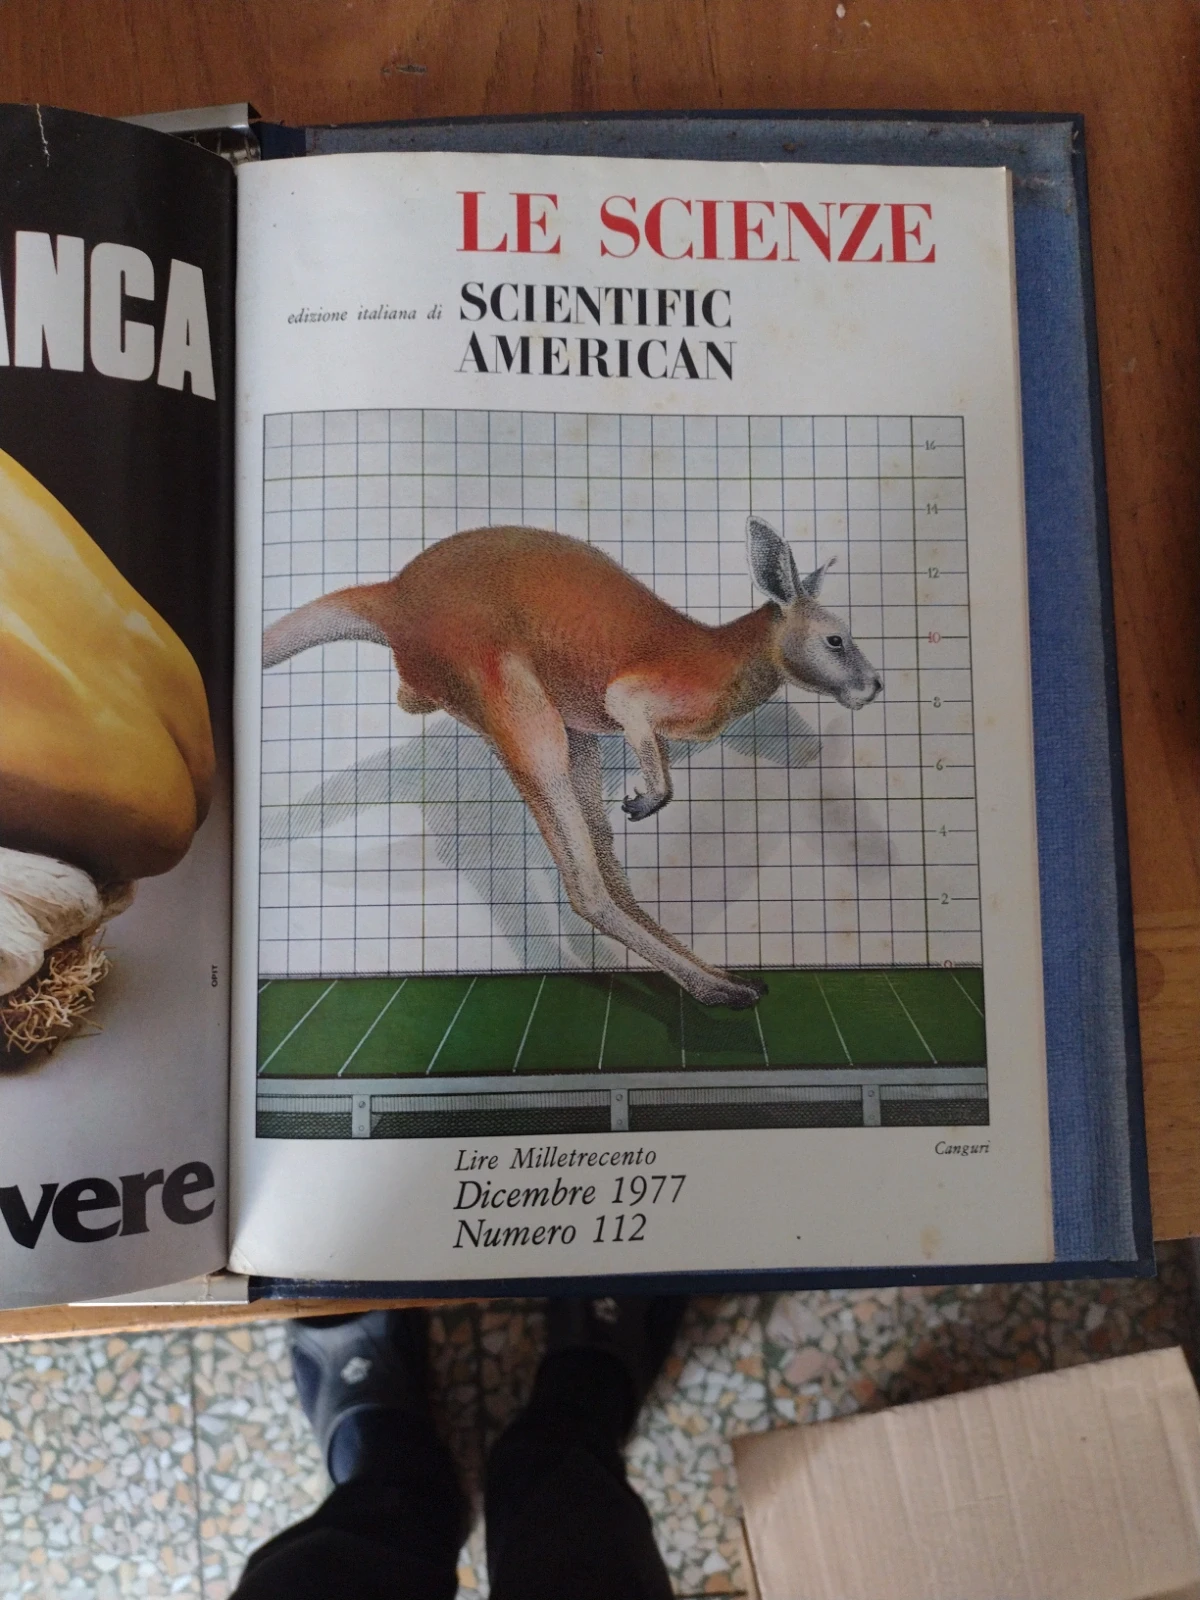 ANCA
vere
OPIT
LE SCIENZE
edizione italiana di
SCIENTIFIC
AMERICAN
16
14
12
10
8
6
4
2
0
Canguri
Lire Milletrecento
Dicembre 1977
Numero 112